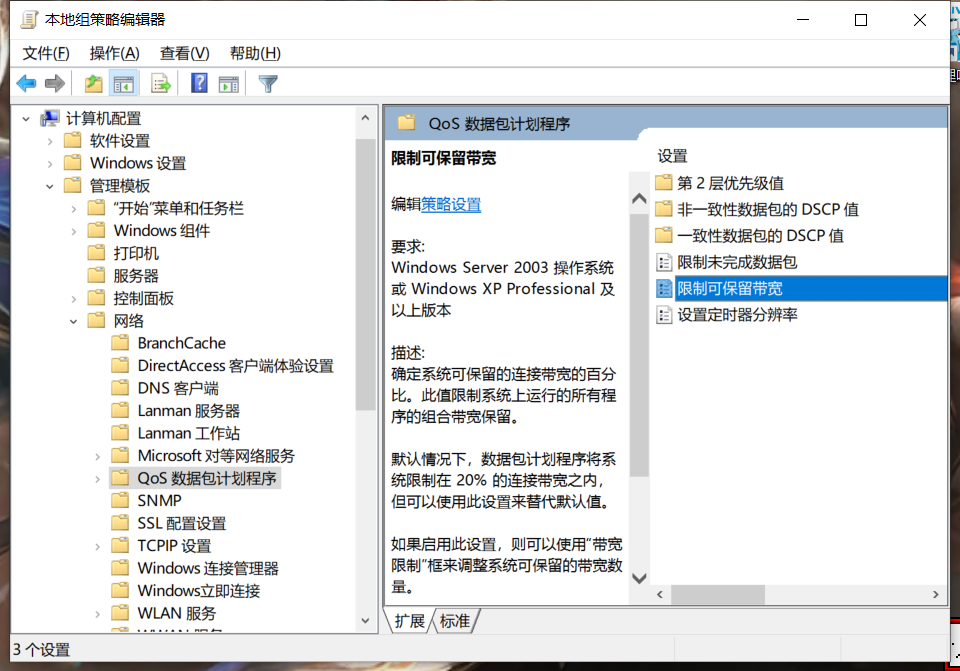 本地组策略编辑器
文件(F) 操作(A) 查看(V) 帮助(H)
计算机配置
软件设置
Windows 设置
管理模板
“开始”菜单和任务栏
Windows 组件
打印机
服务器
控制面板
网络
BranchCache
DirectAccess 客户端体验设置
DNS 客户端
Lanman 服务器
Lanman 工作站
Microsoft 对等网络服务
QoS 数据包计划程序
SNMP
SSL 配置设置
TCPIP 设置
Windows 连接管理器
Windows立即连接
WLAN 服务
QoS 数据包计划程序
限制可保留带宽
编辑策略设置
要求:
Windows Server 2003 操作系统
或 Windows XP Professional 及
以上版本
描述:
确定系统可保留的连接带宽的百分
比。此值限制系统上运行的所有程
序的组合带宽保留。
默认情况下，数据包计划程序将系
统限制在 20% 的连接带宽之内，
但可以使用此设置来替代默认值。
如果启用此设置，则可以使用“带宽
限制”框来调整系统可保留的带宽数
量。
设置
第 2 层优先级值
非一致性数据包的 DSCP 值
一致性数据包的 DSCP 值
限制未完成数据包
限制可保留带宽
设置定时器分辨率
扩展 标准
3 个设置